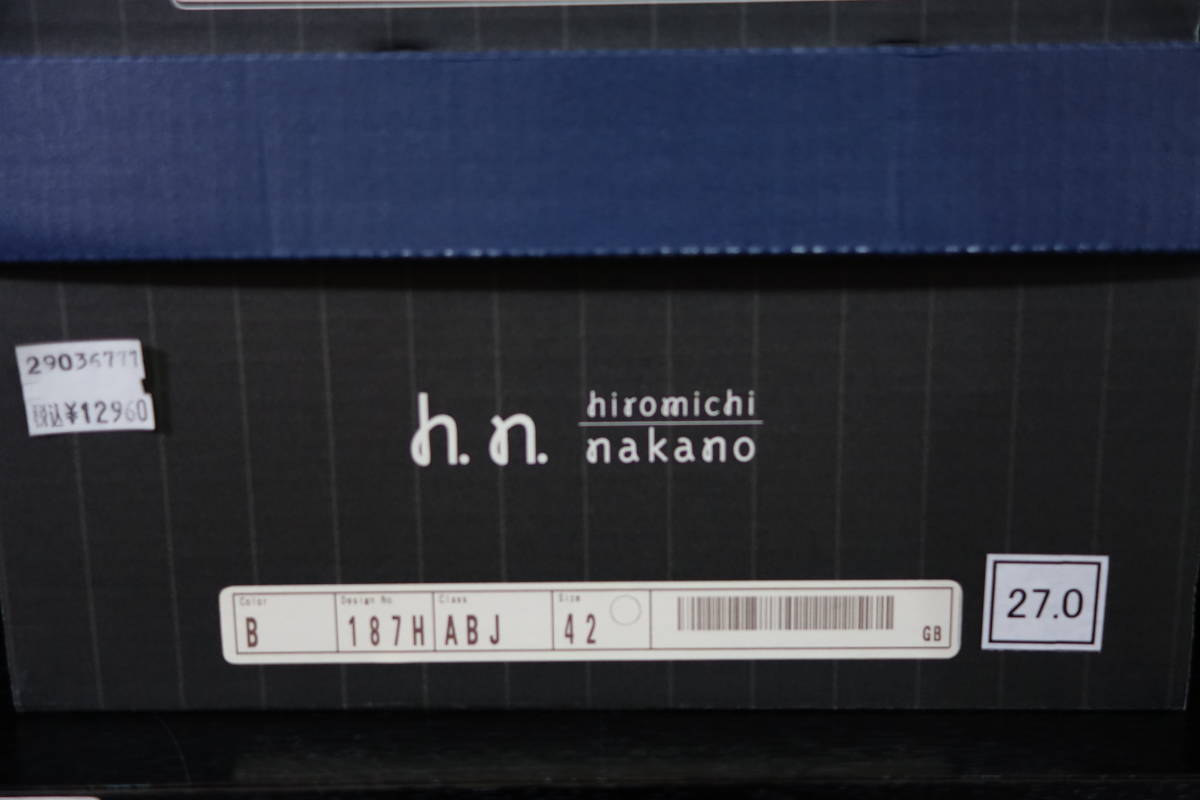 29036771
税込¥12960
h.n.
hiromichi
nakano
Color
B
Design No.
187H
Class
ABJ
Size
42
GB
27.0